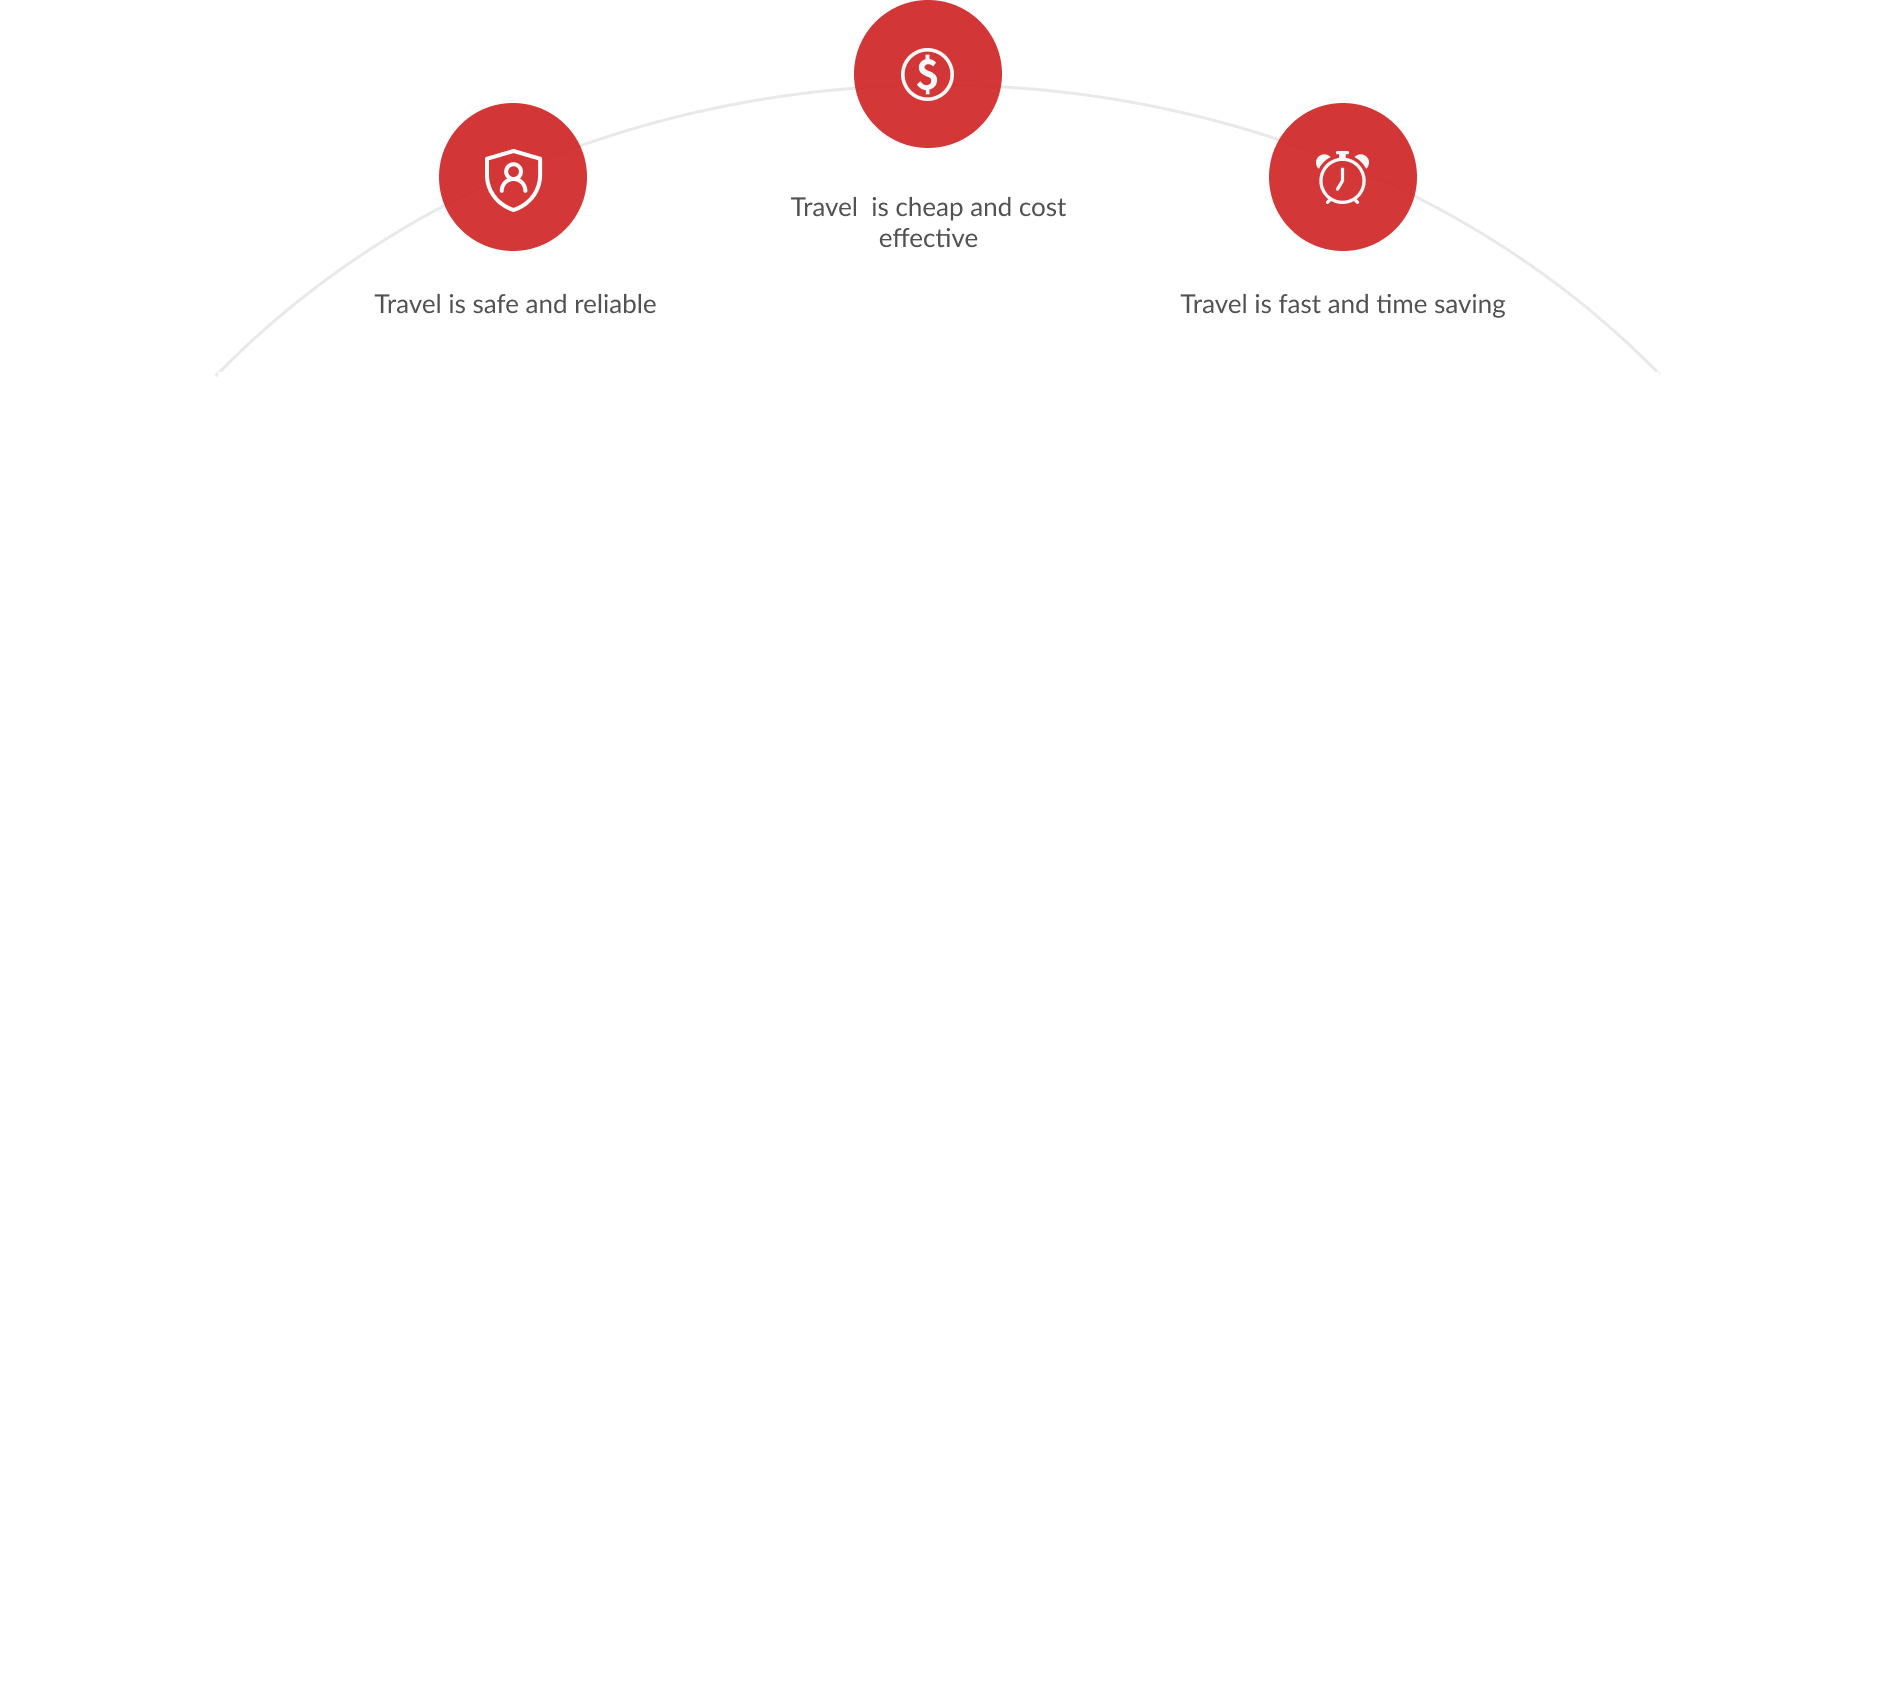 Travel is safe and reliable
Travel  is cheap and cost
effective
Travel is fast and time saving